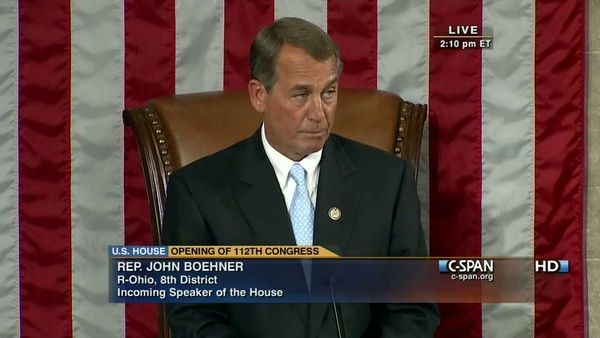 LIVE
2:10 pm ET
U.S. HOUSE OPENING OF 112TH CONGRESS
REP. JOHN BOEHNER
R-Ohio, 8th District
Incoming Speaker of the House
C-SPAN
c-span.org
HD